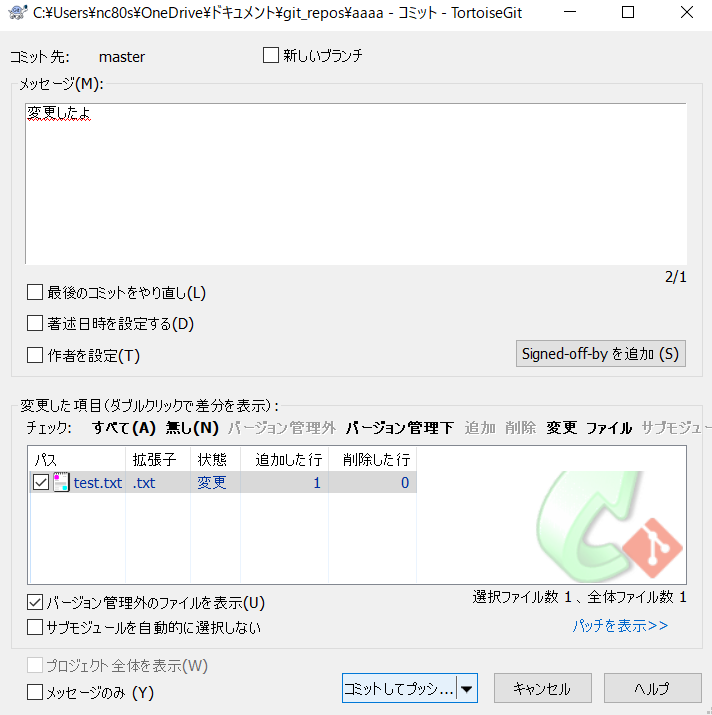 C:¥Users¥nc80s¥OneDrive¥ドキュメント¥git_repos¥aaaa - コミット - TortoiseGit
コミット先: master 新しいブランチ
メッセージ(M):
変更したよ
2/1
最後のコミットをやり直し(L)
著述日時を設定する(D)
作者を設定(T) Signed-off-by を追加 (S)
変更した項目(ダブルクリックで差分を表示):
チェック: すべて(A) 無し(N) バージョン管理外 バージョン管理下 追加 削除 変更 ファイル サブモジュー
パス 拡張子 状態 追加した行 削除した行
test.txt .txt 変更 1 0
バージョン管理外のファイルを表示(U) 選択ファイル数 1 、全体ファイル数 1
サブモジュールを自動的に選択しない パッチを表示>>
プロジェクト全体を表示(W)
メッセージのみ (Y) コミットしてプッシ... キャンセル ヘルプ